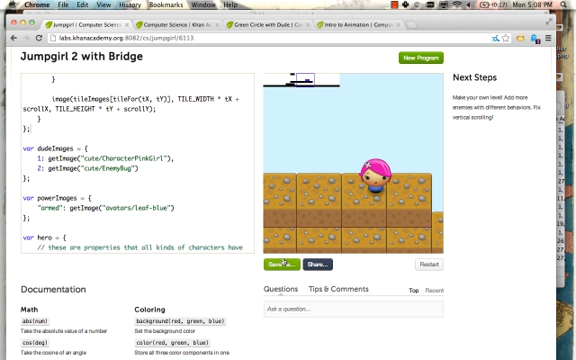 Chrome File Edit View History Bookmarks Window Help
Mon 5:08 PM
Jumpgirl | Computer Science |
Computer Science | Khan Ac
Green Circle with Dude | Co
Intro to Animation | Comput
labs.khanacademy.org:8082/cs/jumpgirl/6113
Jumpgirl 2 with Bridge
New Program
}
image(tileImages[tileFor(tX, tY)], TILE_WIDTH * tX +
scrollX, TILE_HEIGHT * tY + scrollY);
}
};
var dudeImages = {
1: getImage("cute/CharacterPinkGirl"),
2: getImage("cute/EnemyBug")
};
var powerImages = {
"armed": getImage("avatars/leaf-blue")
};
var hero = {
// these are properties that all kinds of characters have
Next Steps
Make your own level! Add more
enemies with different behaviors. Fix
vertical scrolling!
Share...
Restart
Questions Tips & Comments Top Recent
Ask a question...
Documentation
Math
abs(num)
Take the absolute value of a number
cos(deg)
Take the cosine of an angle
Coloring
background(red, green, blue)
Set the background color
color(red, green, blue)
Store all three color components in one